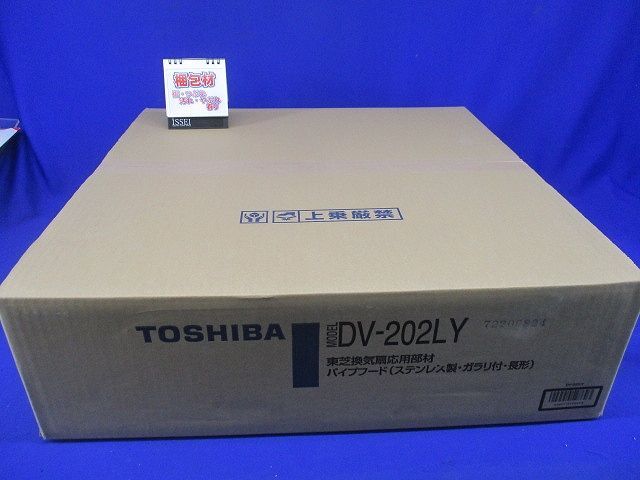 梱包材
ISSEI
上乗厳禁
TOSHIBA
MODEL DV-202LY
東芝換気扇応用部材
パイプフード(ステンレス製・ガラリ付・長形)